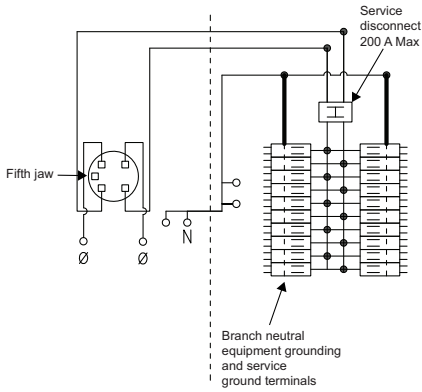 Service
disconnect
200 A Max
Fifth jaw
N
Ø
Ø
Branch neutral
equipment grounding
and service
ground terminals